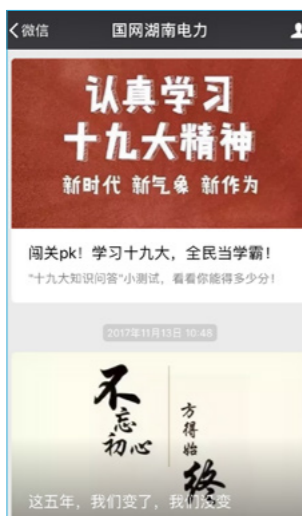 微信
国网湖南电力
认真学习
十九大精神
新时代 新气象 新作为
闯关pk!学习十九大,全民当学霸!
"十九大知识问答"小测试,看看你能得多少分!
2017年11月13日 10:48
不忘初心
方得始终
这五年,我们变了,我们没变